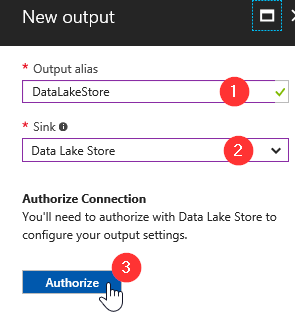 New output
* Output alias
DataLakeStore 1
* Sink
Data Lake Store 2
Authorize Connection
You'll need to authorize with Data Lake Store to
configure your output settings.
3
Authorize